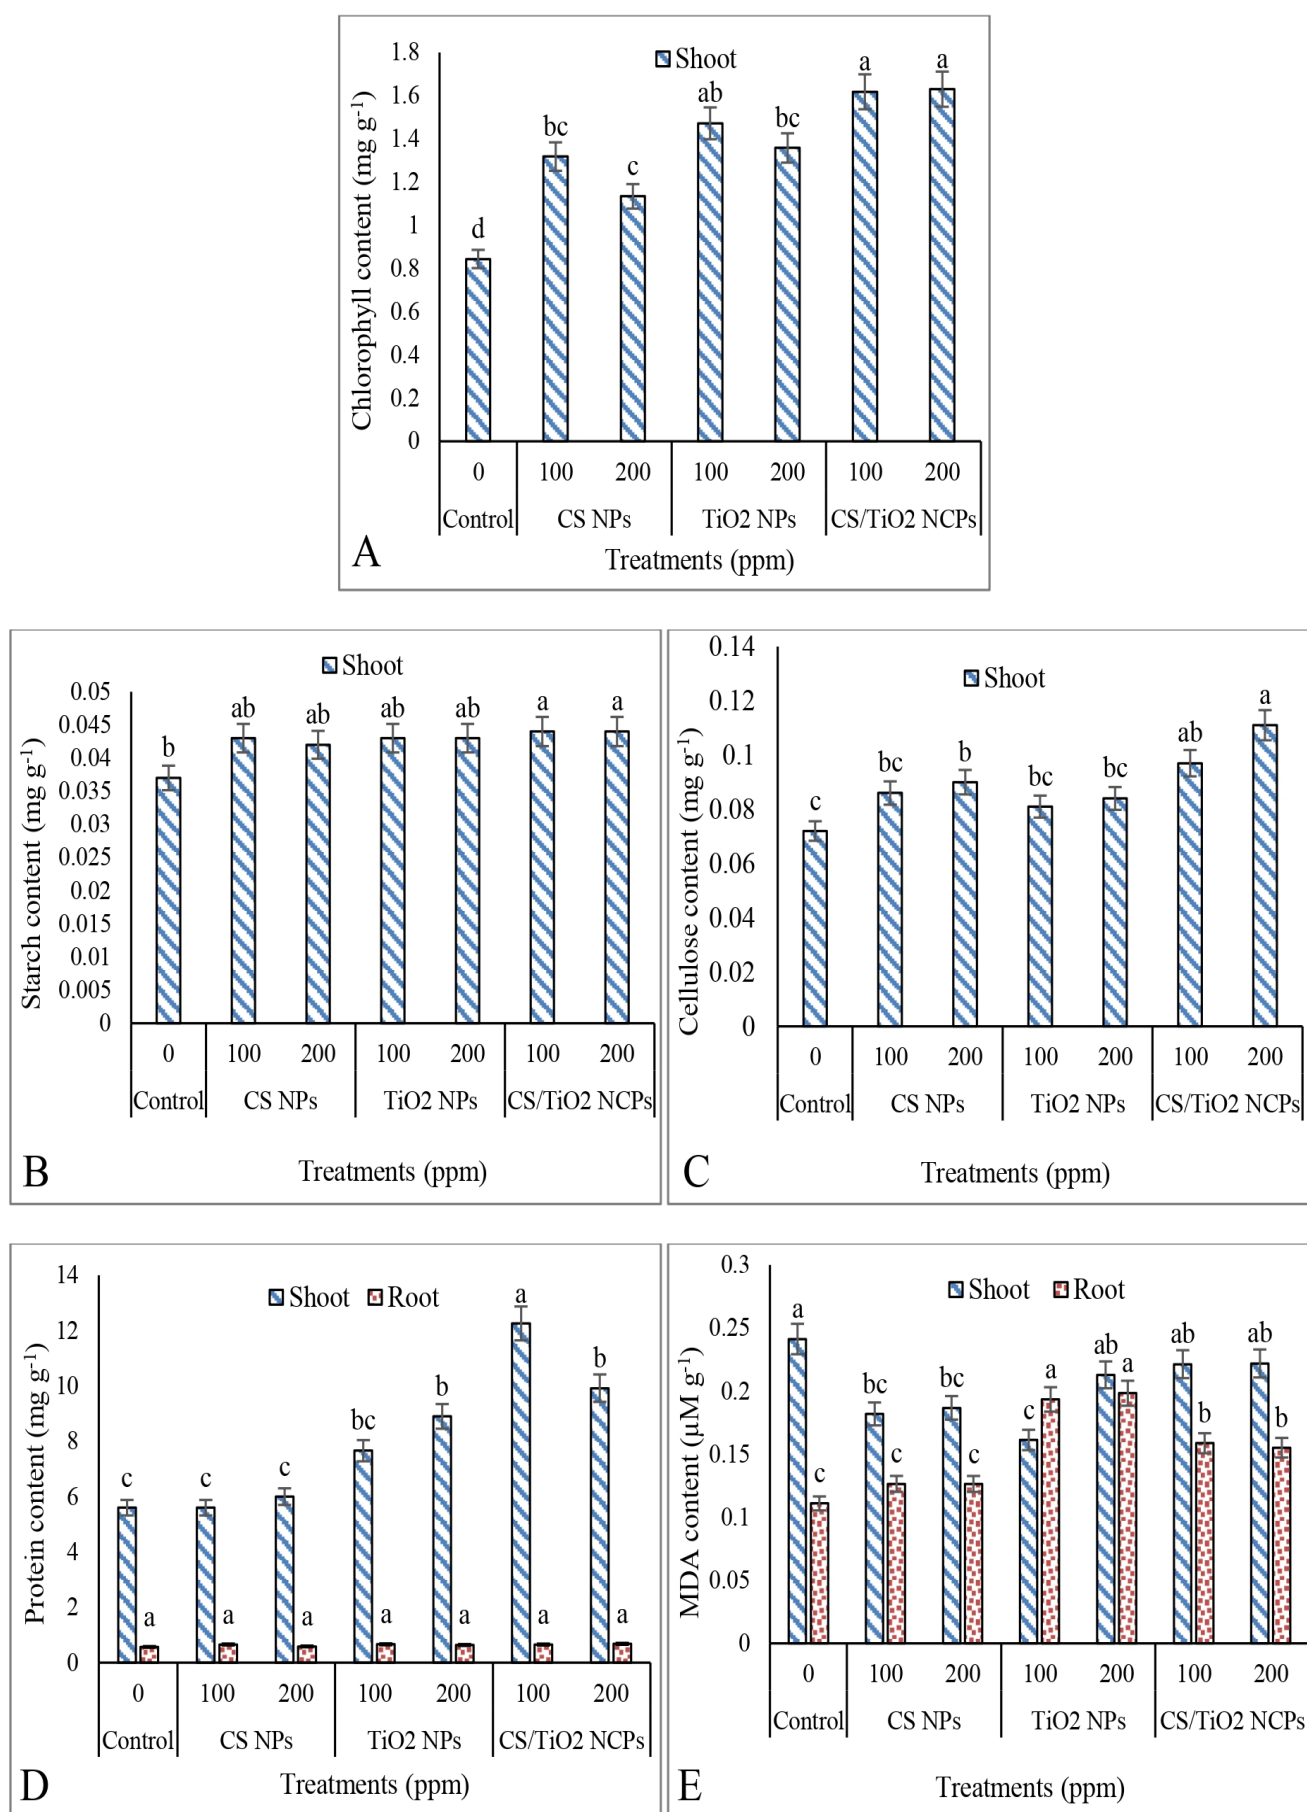 Shoot
Chlorophyll content (mg g-1)
1.8
1.6
1.4
1.2
1
0.8
0.6
0.4
0.2
0
d bc c ab bc a a
0 100 200 100 200 100 200
Control CS NPs TiO2 NPs CS/TiO2 NCPs
Treatments (ppm)
A
Shoot
Starch content (mg g-1)
0.05
0.045
0.04
0.035
0.03
0.025
0.02
0.015
0.01
0.005
0
b ab ab ab ab a a
0 100 200 100 200 100 200
Control CS NPs TiO2 NPs CS/TiO2 NCPs
Treatments (ppm)
B
Shoot
Cellulose content (mg g-1)
0.14
0.12
0.1
0.08
0.06
0.04
0.02
0
c bc b bc bc ab a
0 100 200 100 200 100 200
Control CS NPs TiO2 NPs CS/TiO2 NCPs
Treatments (ppm)
C
Shoot Root
Protein content (mg g-1)
14
12
10
8
6
4
2
0
c c c bc b a b
a a a a a a a
0 100 200 100 200 100 200
Control CS NPs TiO2 NPs CS/TiO2 NCPs
Treatments (ppm)
D
Shoot Root
MDA content (µM g-1)
0.3
0.25
0.2
0.15
0.1
0.05
0
a bc bc c ab ab ab
c c c a a b b
0 100 200 100 200 100 200
Control CS NPs TiO2 NPs CS/TiO2 NCPs
Treatments (ppm)
E